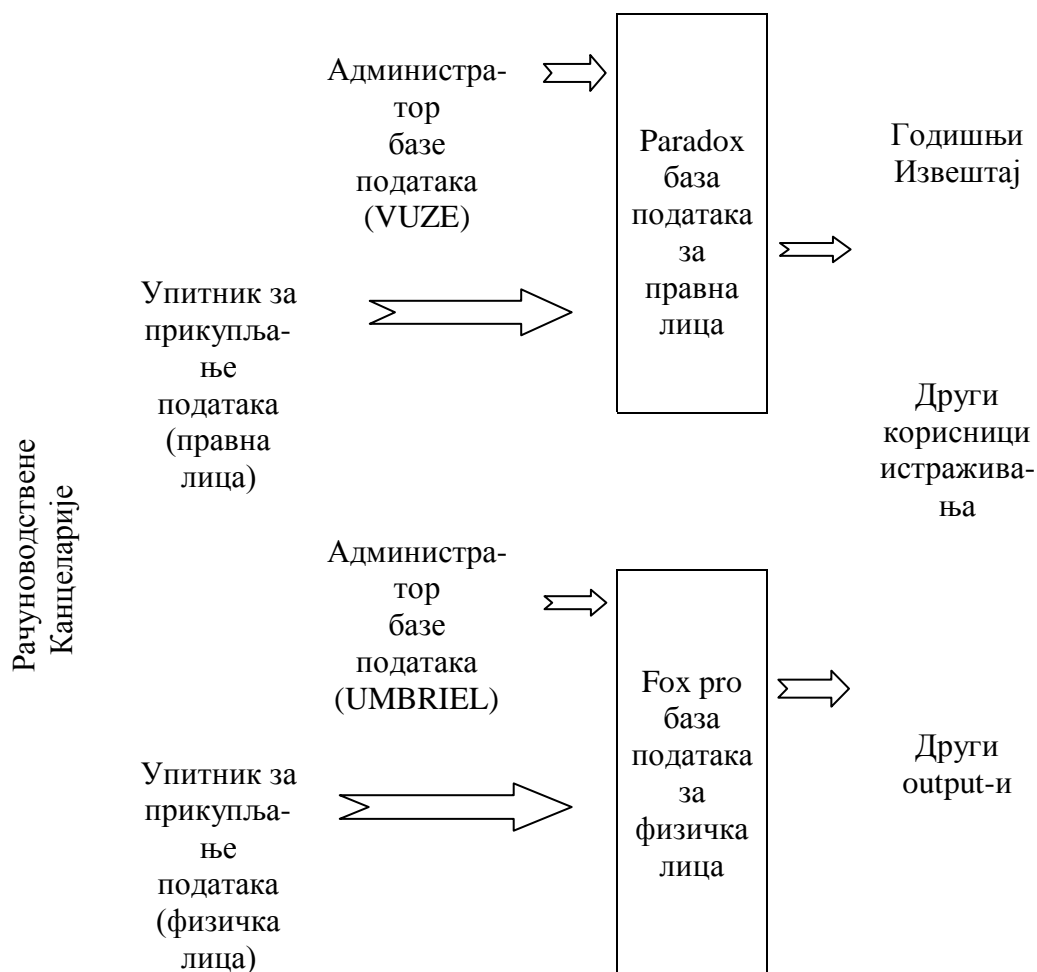 Рачуноводствене
Канцеларије
Администра-
тор
базе
података
(VUZE)
Упитник за
прикупља-
ње
података
(правна
лица)
Paradox
база
података
за
правна
лица
Годишњи
Извештај
Други
корисници
истражива-
ња
Администра-
тор
базе
података
(UMBRIEL)
Упитник за
прикупља-
ње
података
(физичка
лица)
Fox pro
база
података
за
физичка
лица
Други
output-и